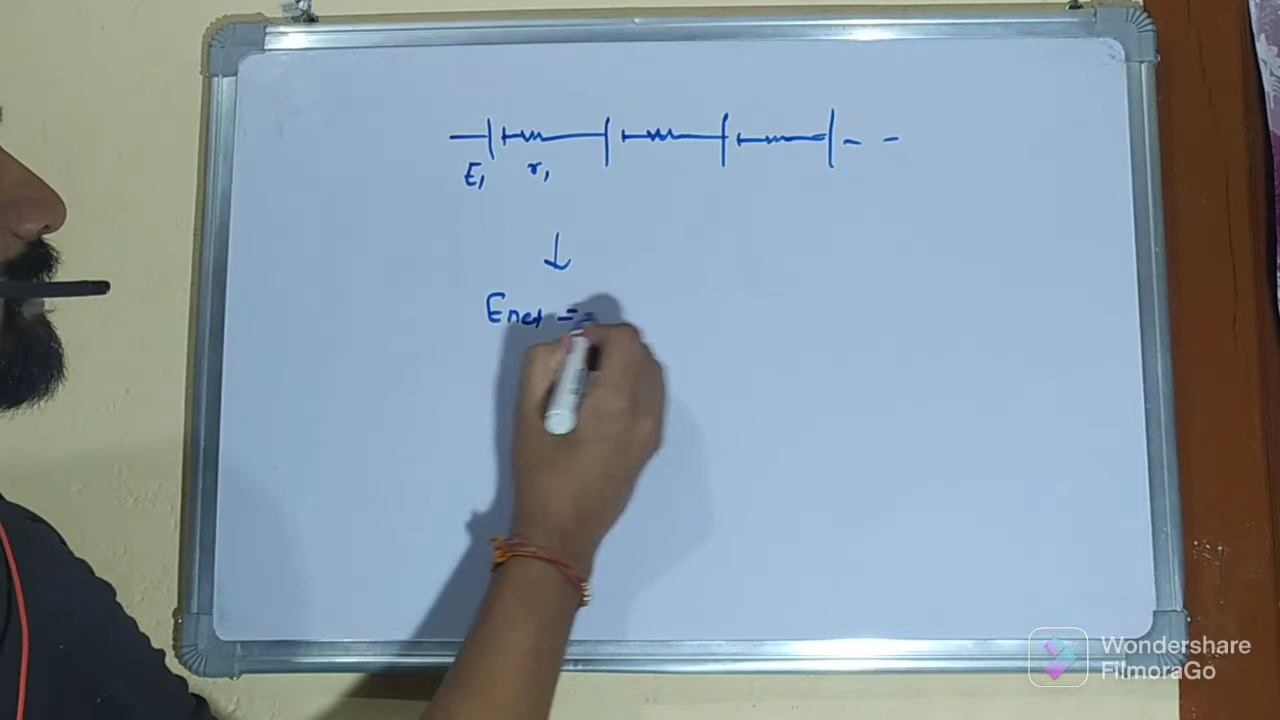 E₁ r₁
Enet =
Wondershare
FilmoraGo